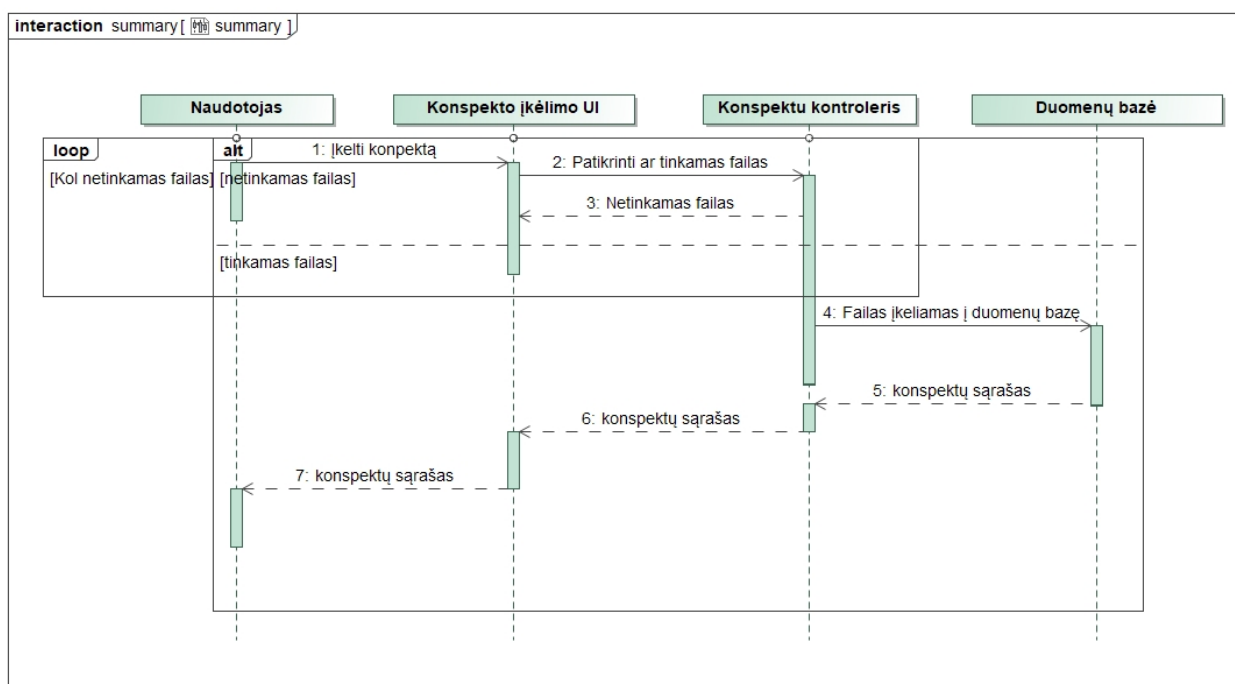 interaction summary [ summary ]
Naudotojas
Konspekto įkėlimo UI
Konspektu kontroleris
Duomenų bazė
loop
alt
1: Įkelti konpektą
2: Patikrinti ar tinkamas failas
[Kol netinkamas failas]
[netinkamas failas]
3: Netinkamas failas
[tinkamas failas]
4: Failas įkeliamas į duomenų bazę
5: konspektų sąrašas
6: konspektų sąrašas
7: konspektų sąrašas